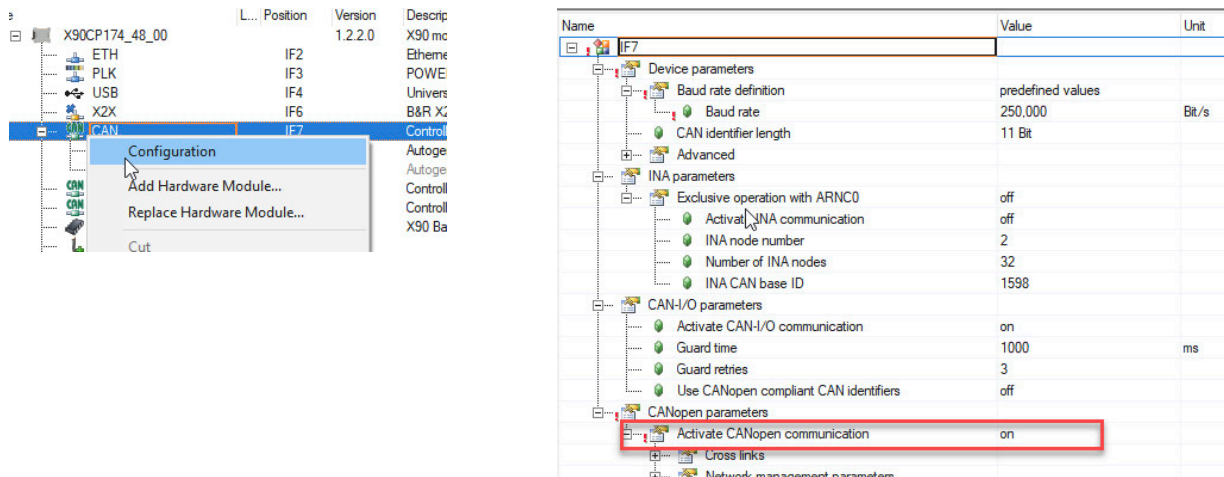 L... Position Version Descrip
X90CP174_48_00 1.2.2.0 X90 mo
ETH IF2 Etherne
PLK IF3 POWE
USB IF4 Univers
X2X IF6 B&R X2
CAN IF7 Control
Configuration Autoge
Autoge
Add Hardware Module... Control
Replace Hardware Module... Control
X90 Ba
Cut
Name Value Unit
IF7
Device parameters
Baud rate definition predefined values
Baud rate 250,000 Bit/s
CAN identifier length 11 Bit
Advanced
INA parameters
Exclusive operation with ARNC0 off
Activate INA communication off
INA node number 2
Number of INA nodes 32
INA CAN base ID 1598
CAN-I/O parameters
Activate CAN-I/O communication on
Guard time 1000 ms
Guard retries 3
Use CANopen compliant CAN identifiers off
CANopen parameters
Activate CANopen communication on
Cross links
Network management parameters